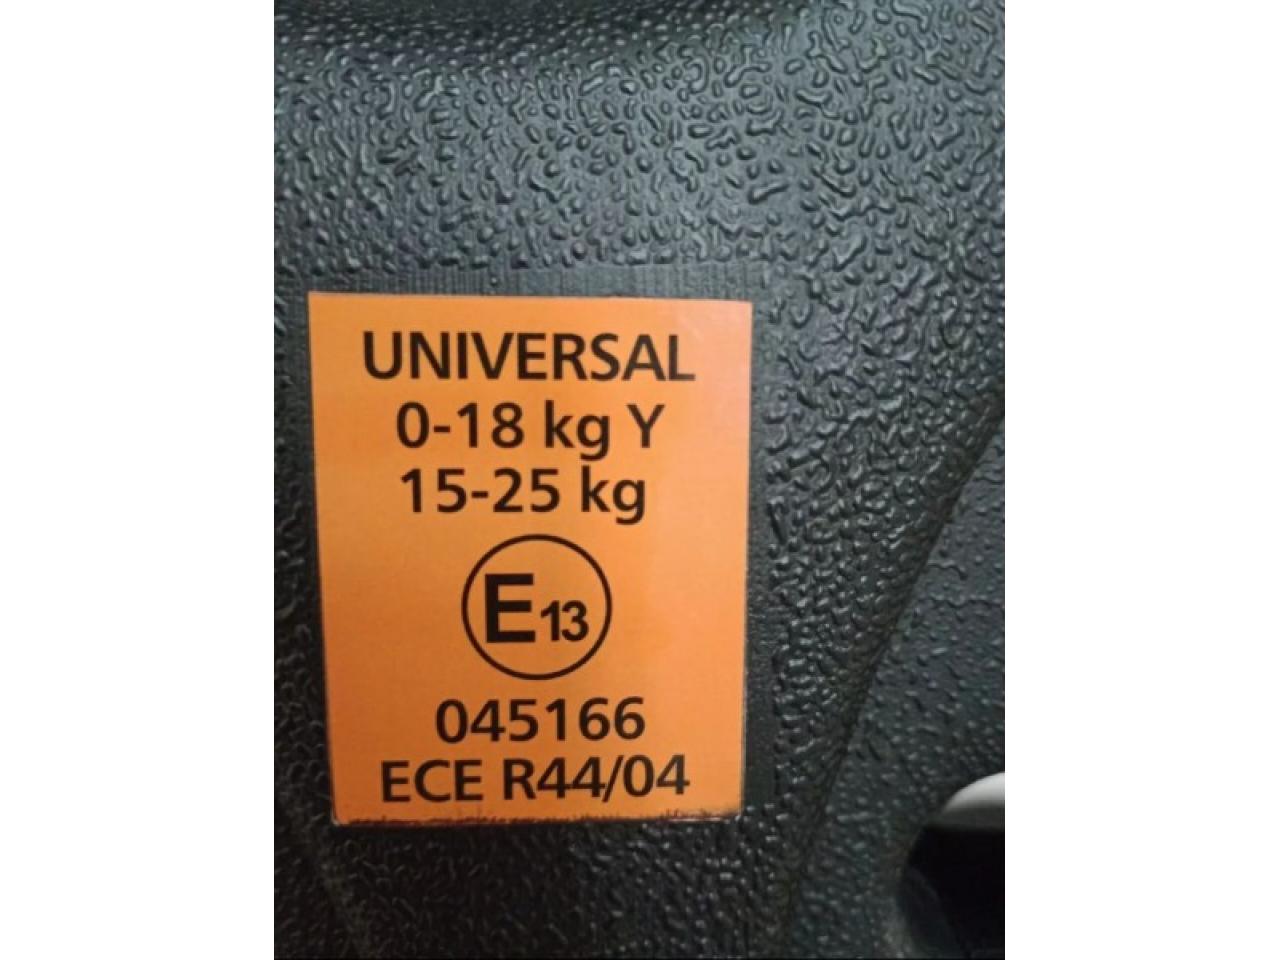 UNIVERSAL
0-18 kg Y
15-25 kg
E13
045166
ECE R44/04